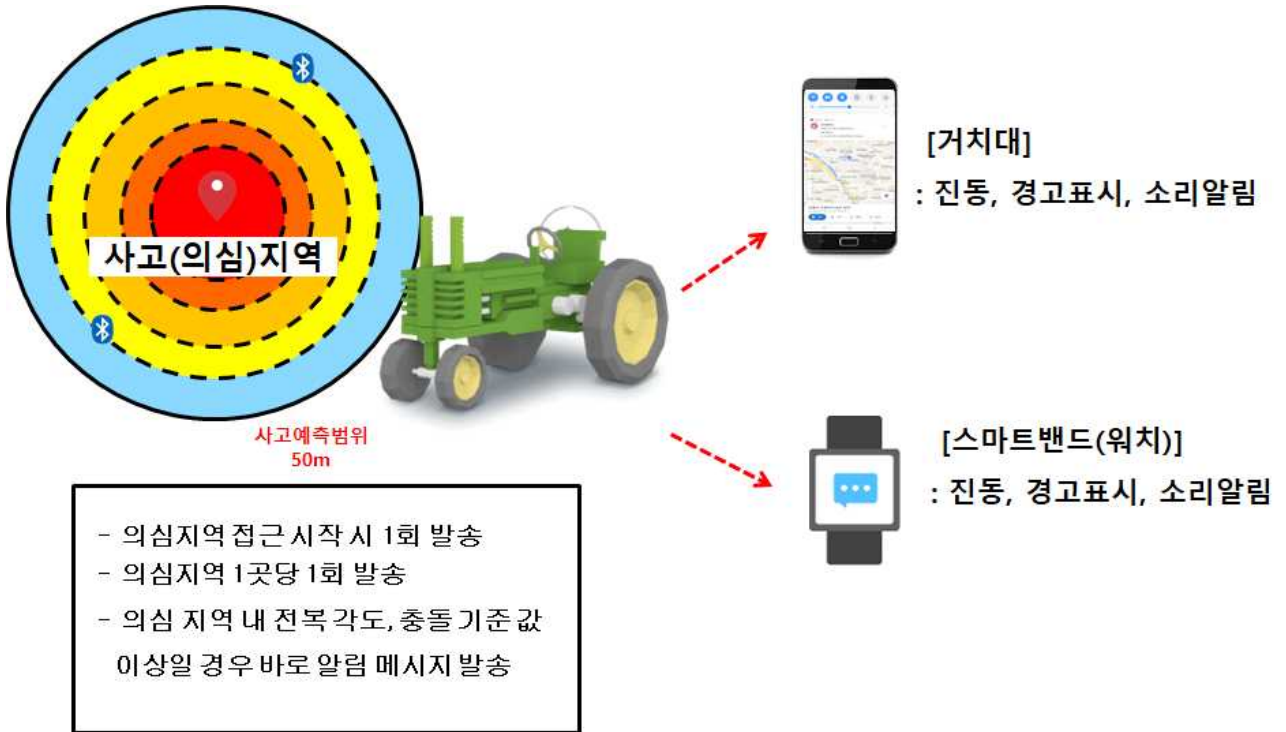 사고(의심)지역
사고예측범위
50m
[거치대]
: 진동, 경고표시, 소리알림
[스마트밴드(워치)]
: 진동, 경고표시, 소리알림
- 의심지역 접근 시작 시 1회 발송
- 의심지역 1곳당 1회 발송
- 의심 지역 내 전복 각도, 충돌 기준 값
이상일 경우 바로 알림 메시지 발송